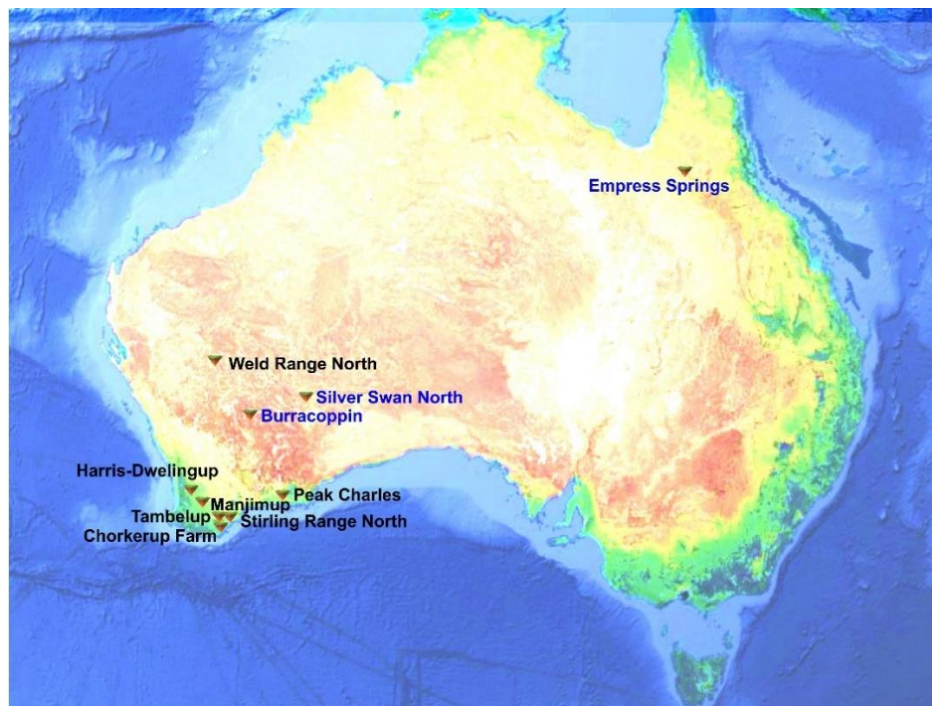 Empress Springs
Weld Range North
Silver Swan North
Burracoppin
Harris-Dwelingup
Peak Charles
Manjimup
Tambelup
Stirling Range North
Chorkerup Farm